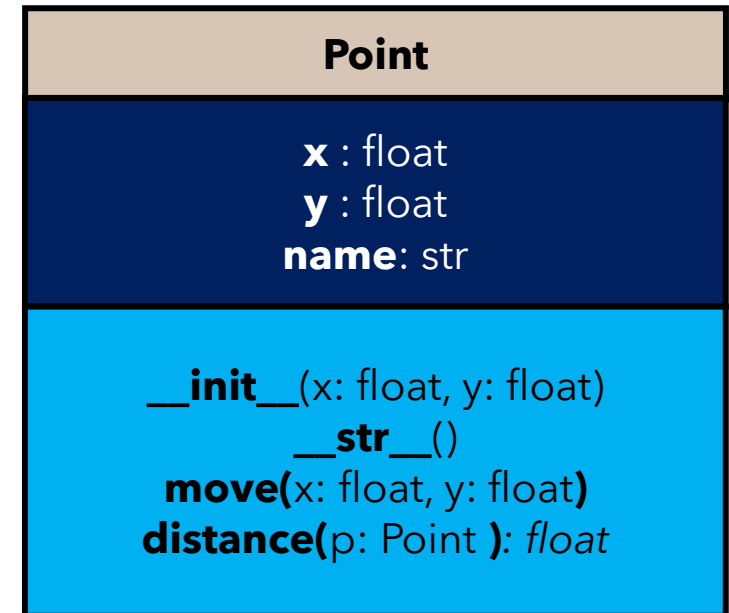 Point
x : float
y : float
name: str
__init__(x: float, y: float)
__str__()
move(x: float, y: float)
distance(p: Point ): float